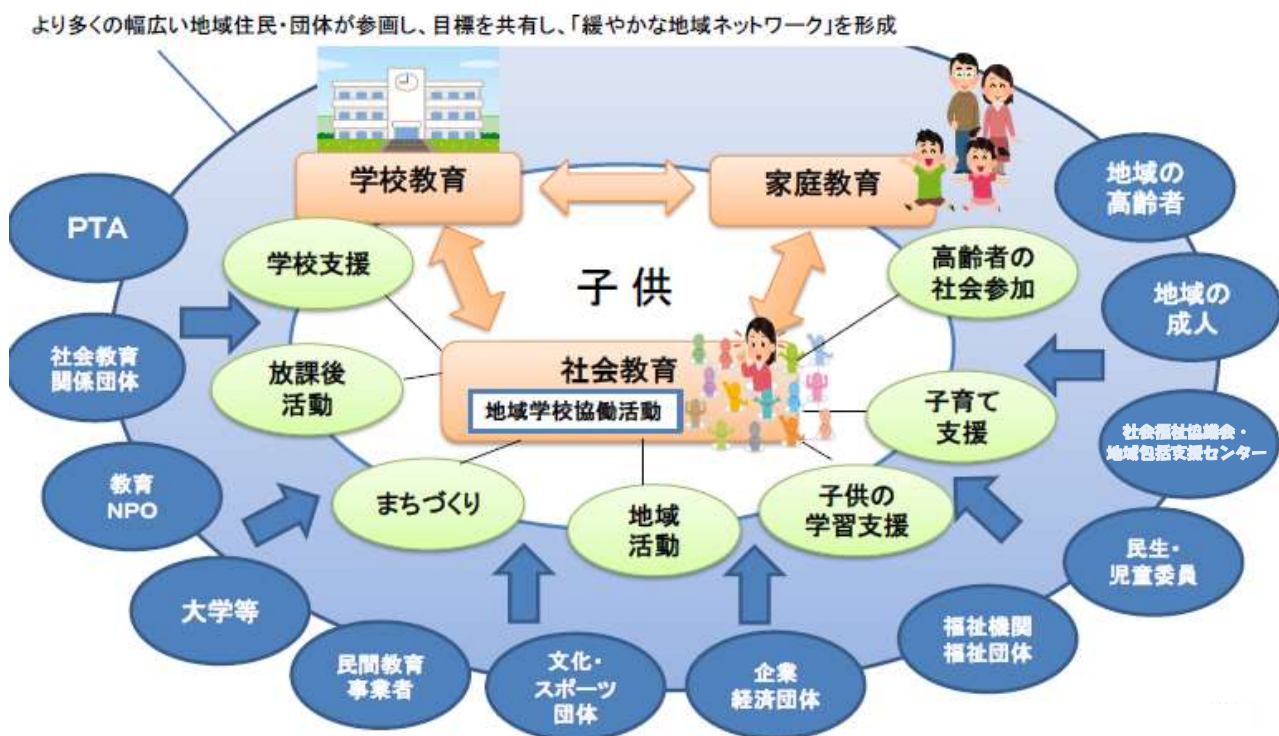 より多くの幅広い地域住民・団体が参画し、目標を共有し、「緩やかな地域ネットワーク」を形成
学校教育
家庭教育
地域の
高齢者
PTA
学校支援
子供
高齢者の
社会参加
地域の
成人
社会教育
関係団体
放課後
活動
社会教育
地域学校協働活動
子育て
支援
社会福祉協議会・
地域包括支援センター
教育
NPO
まちづくり
地域
活動
子供の
学習支援
民生・
児童委員
大学等
民間教育
事業者
文化・
スポーツ
団体
企業
経済団体
福祉機関
福祉団体